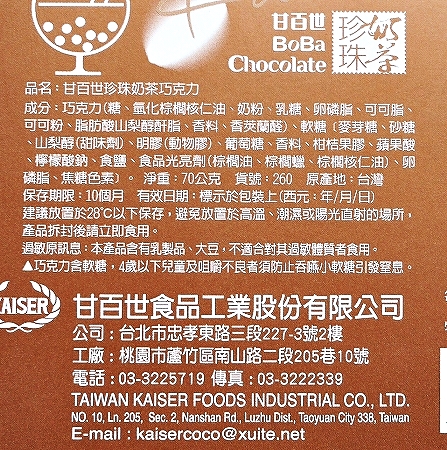 甘百世
BoBa
Chocolate
珍珠奶茶
品名：甘百世珍珠奶茶巧克力
成分：巧克力（糖、氫化棕櫚核仁油、奶粉、乳糖、卵磷脂、可可脂、
可可粉、脂肪酸山梨醇酐脂、香料、香莢蘭醛）、軟糖〔麥芽糖、砂糖
、山梨醇（甜味劑）、明膠（動物膠）、葡萄糖、香料、柑桔果膠、蘋果酸
、檸檬酸鈉、食鹽、食品光亮劑（棕櫚油、棕櫚蠟、棕櫚核仁油）、卵
磷脂、焦糖色素〕。 淨重：70公克 貨號：260 原產地：台灣
保存期限：10個月 有效日期：標示於包裝上（西元：年／月／日）
建議放置於28℃以下保存，避免放置於高溫、潮濕或陽光直射的場所，
產品拆封後請立即食用。
過敏原訊息：本產品含有乳製品、大豆，不適合對其過敏體質者食用。
▲巧克力含軟糖，4歲以下兒童及咀嚼不良者須防止吞嚥小軟糖引發窒息。
KAISER
甘百世食品工業股份有限公司
公司：台北市忠孝東路三段227-3號2樓
工廠：桃園市蘆竹區南山路二段205巷10號
電話：03-3225719 傳真：03-3222339
TAIWAN KAISER FOODS INDUSTRIAL CO., LTD.
NO. 10, Ln. 205, Sec. 2, Nanshan Rd., Luzhu Dist., Taoyuan City 338, Taiwan
E-mail : kaisercoco@xuite.net